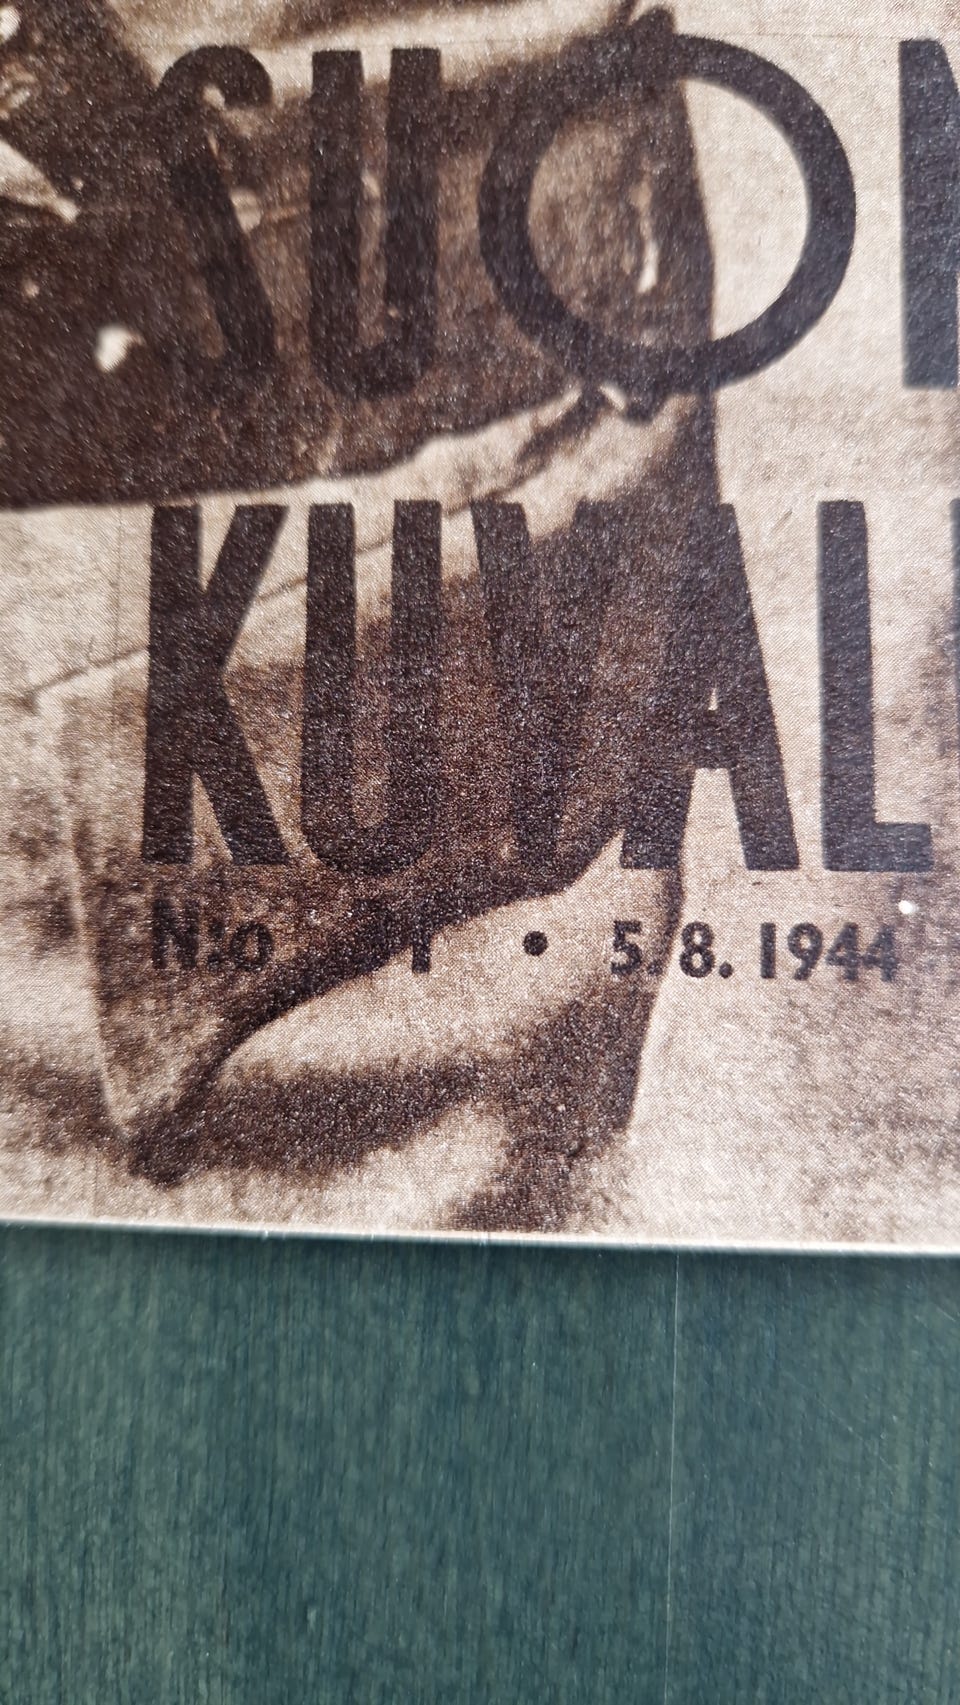 SUO
KUVAL
N:o • 5.8.1944